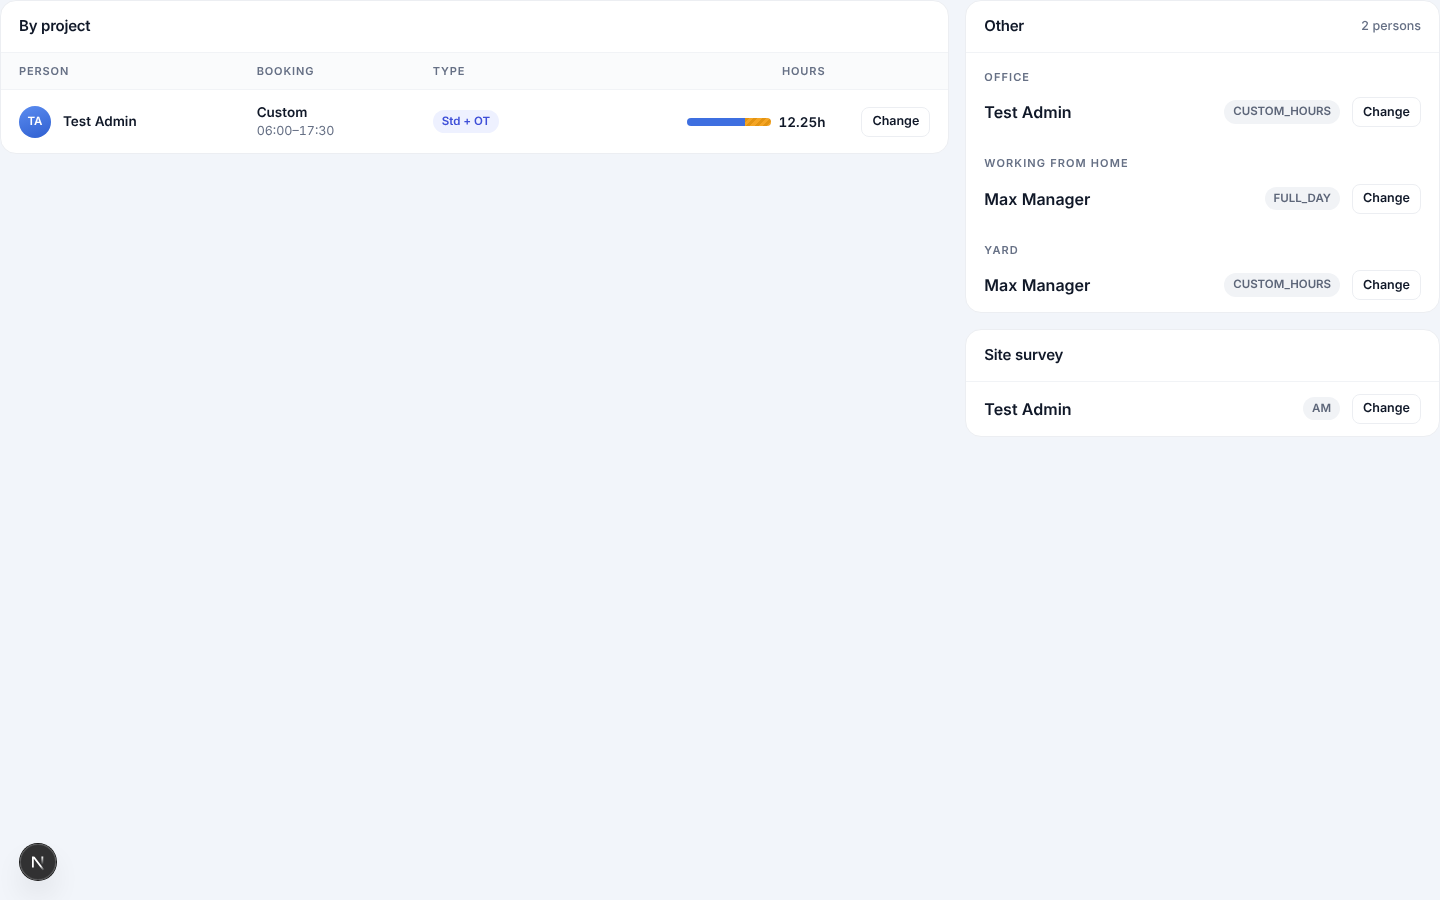 By project
PERSON BOOKING TYPE HOURS
TA Test Admin Custom 06:00–17:30 Std + OT 12.25h Change
Other 2 persons
OFFICE
Test Admin CUSTOM_HOURS Change
WORKING FROM HOME
Max Manager FULL_DAY Change
YARD
Max Manager CUSTOM_HOURS Change
Site survey
Test Admin AM Change
N